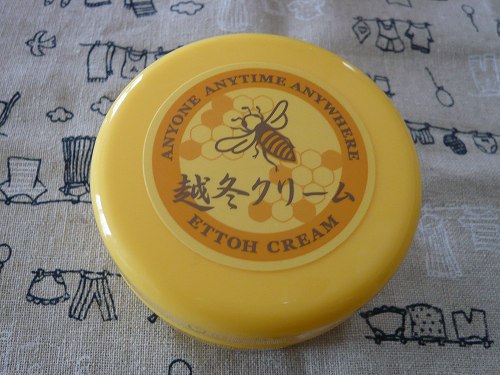 ANYONE ANYTIME ANYWHERE
越冬クリーム
ETTOH CREAM